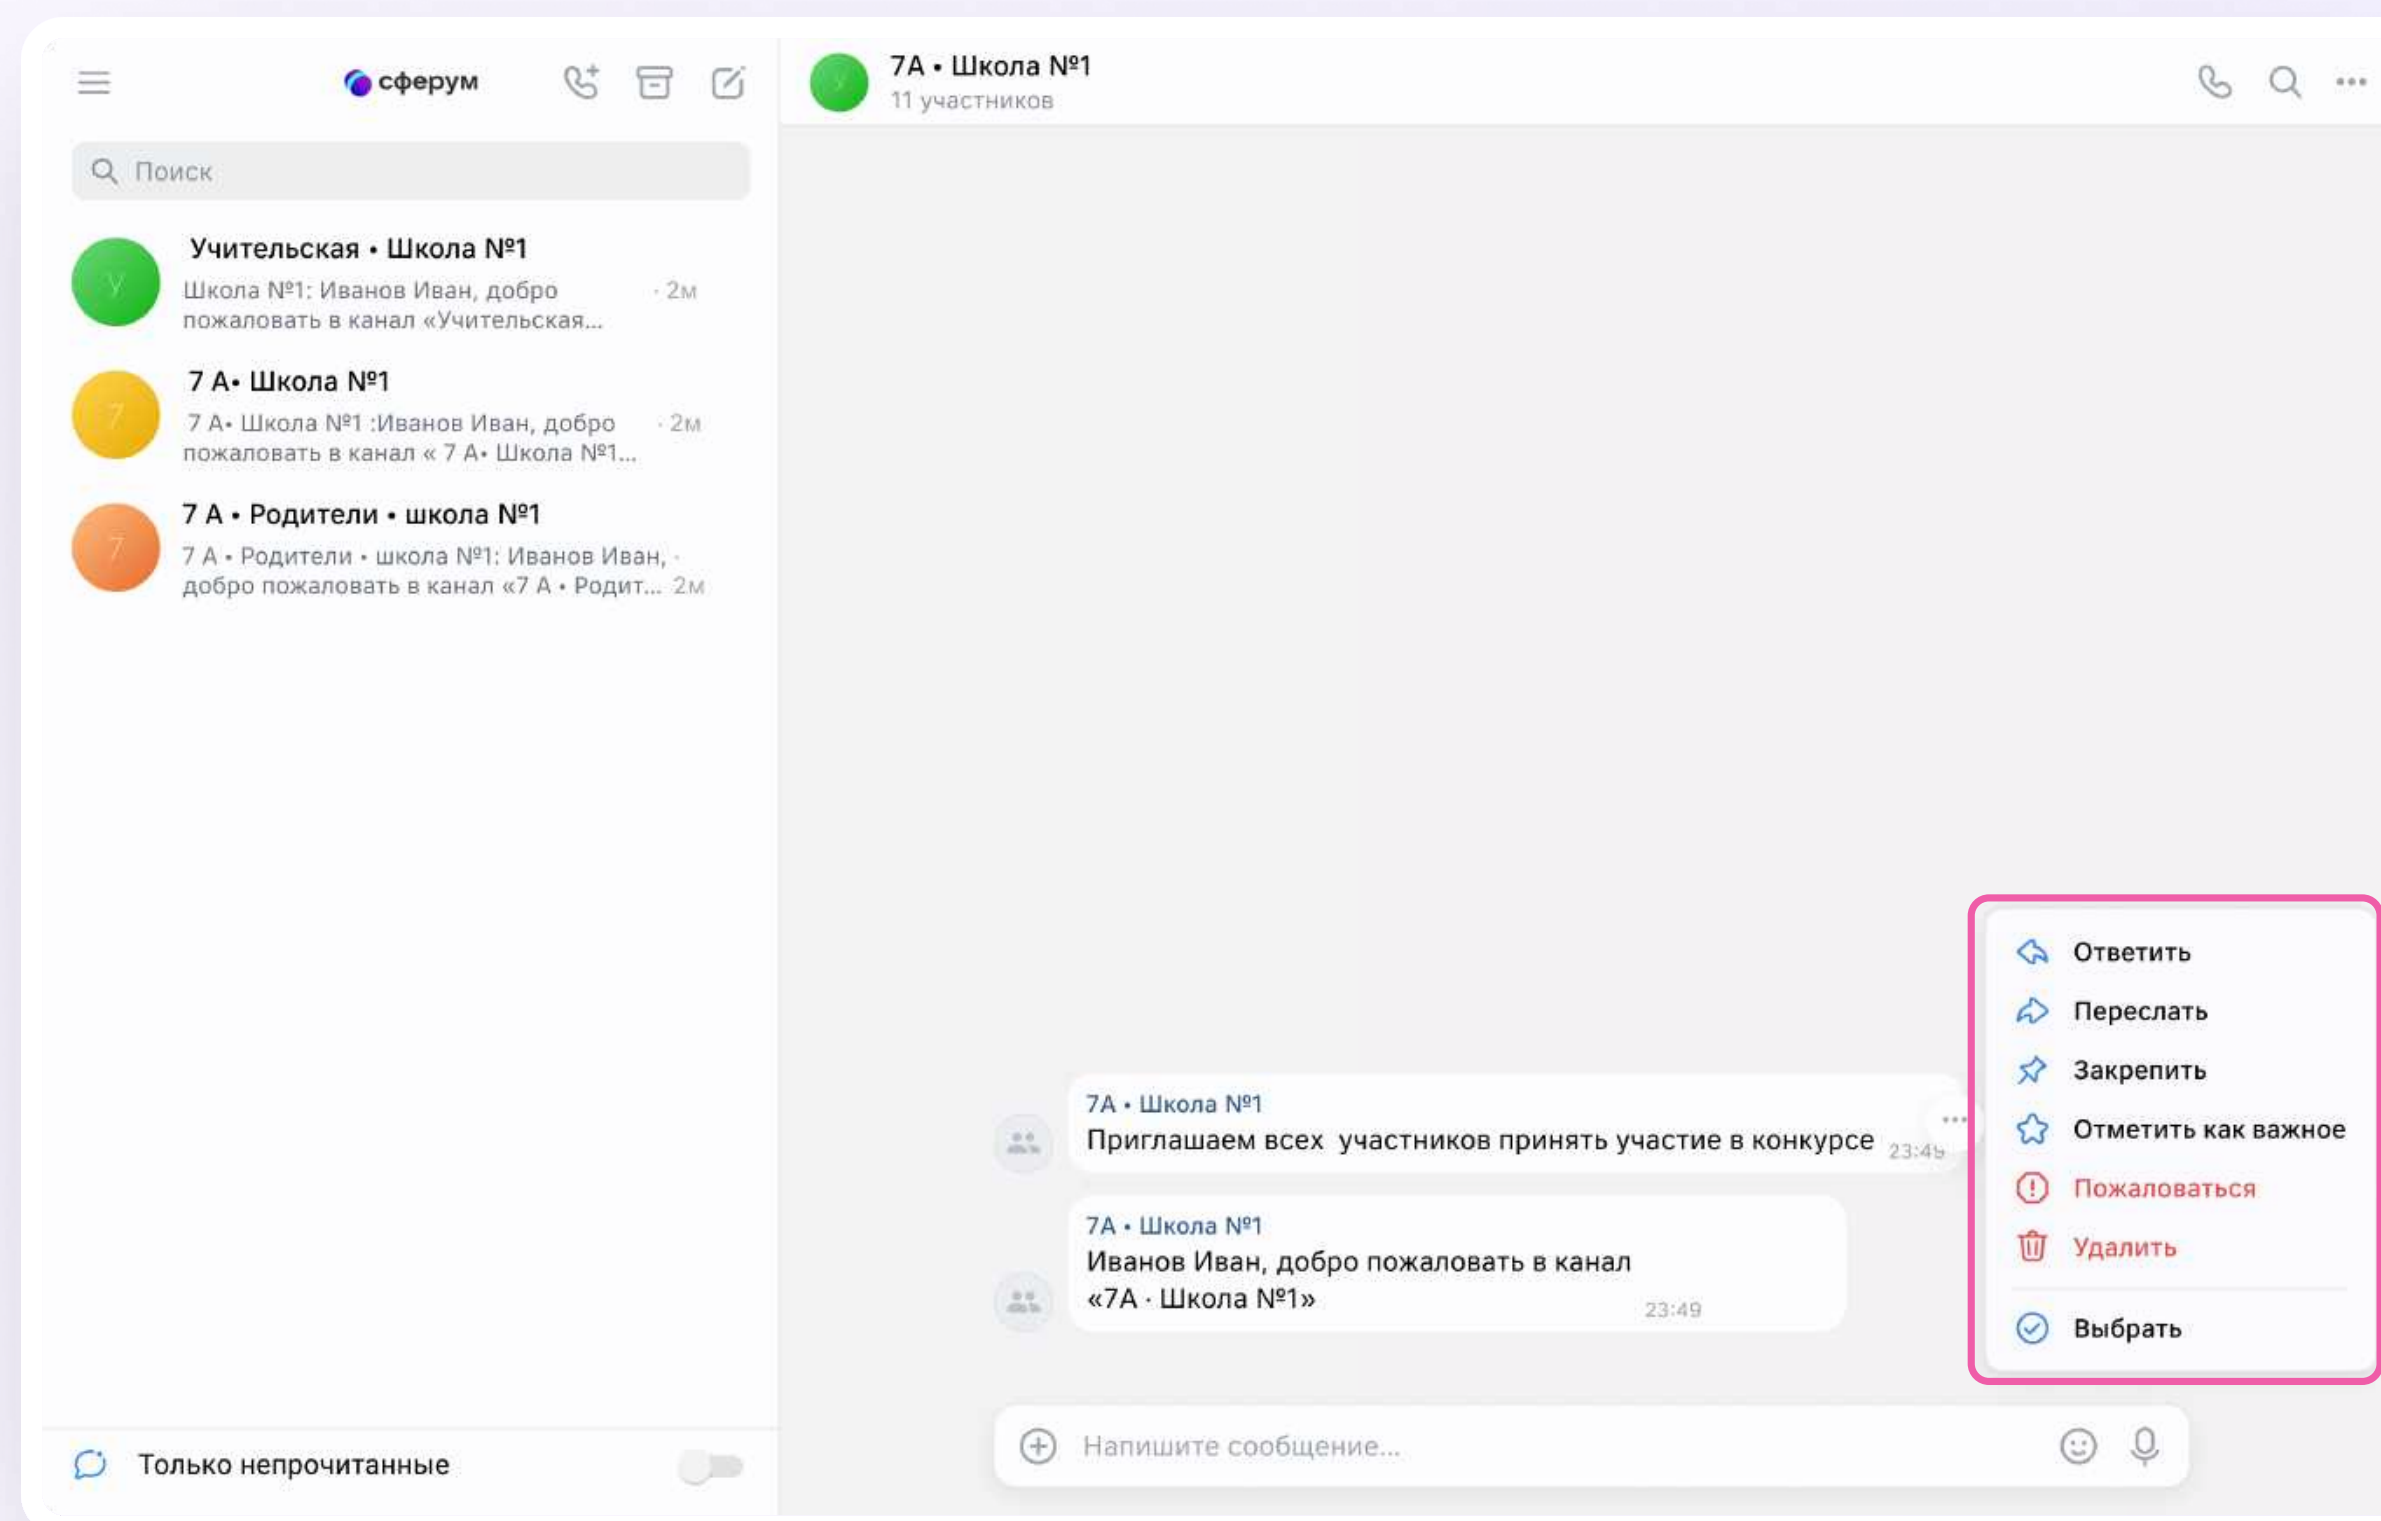 сферум
Поиск
Учительская • Школа №1
Школа №1: Иванов Иван, добро · 2м
пожаловать в канал «Учительская...
7 А• Школа №1
7 А• Школа №1 :Иванов Иван, добро · 2м
пожаловать в канал « 7 А• Школа №1...
7 А • Родители • школа №1
7 А • Родители • школа №1: Иванов Иван, ·
добро пожаловать в канал «7 А • Родит... 2м
Только непрочитанные
7А • Школа №1
11 участников
7А • Школа №1
Приглашаем всех участников принять участие в конкурсе 23:49
7А • Школа №1
Иванов Иван, добро пожаловать в канал
«7А · Школа №1» 23:49
Напишите сообщение...
Ответить
Переслать
Закрепить
Отметить как важное
Пожаловаться
Удалить
Выбрать
У
7
7
У